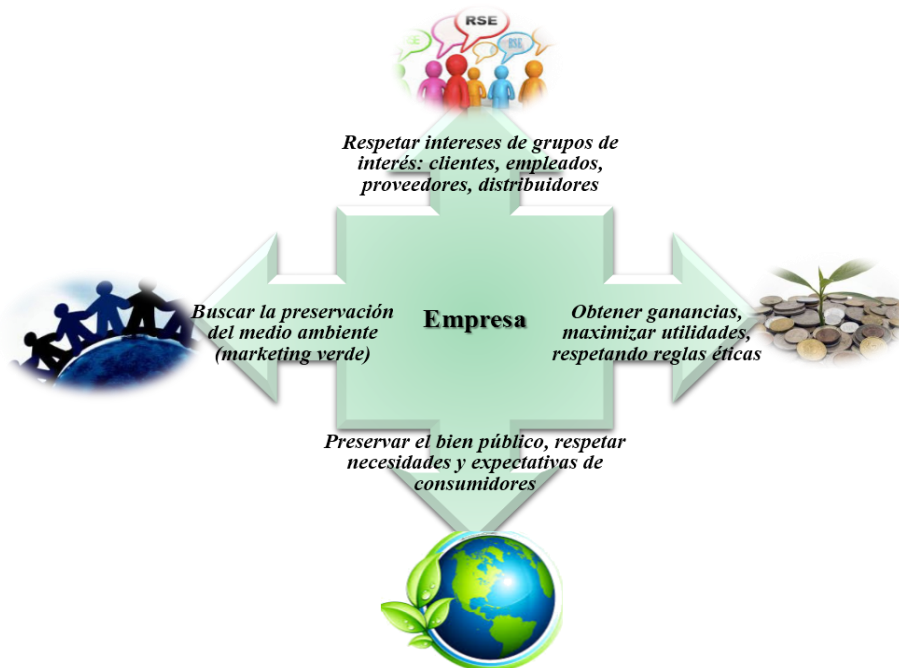 RSE
RSE
Respetar intereses de grupos de
interés: clientes, empleados,
proveedores, distribuidores
Buscar la preservación
del medio ambiente
(marketing verde)
Empresa
Obtener ganancias,
maximizar utilidades,
respetando reglas éticas
Preservar el bien público, respetar
necesidades y expectativas de
consumidores